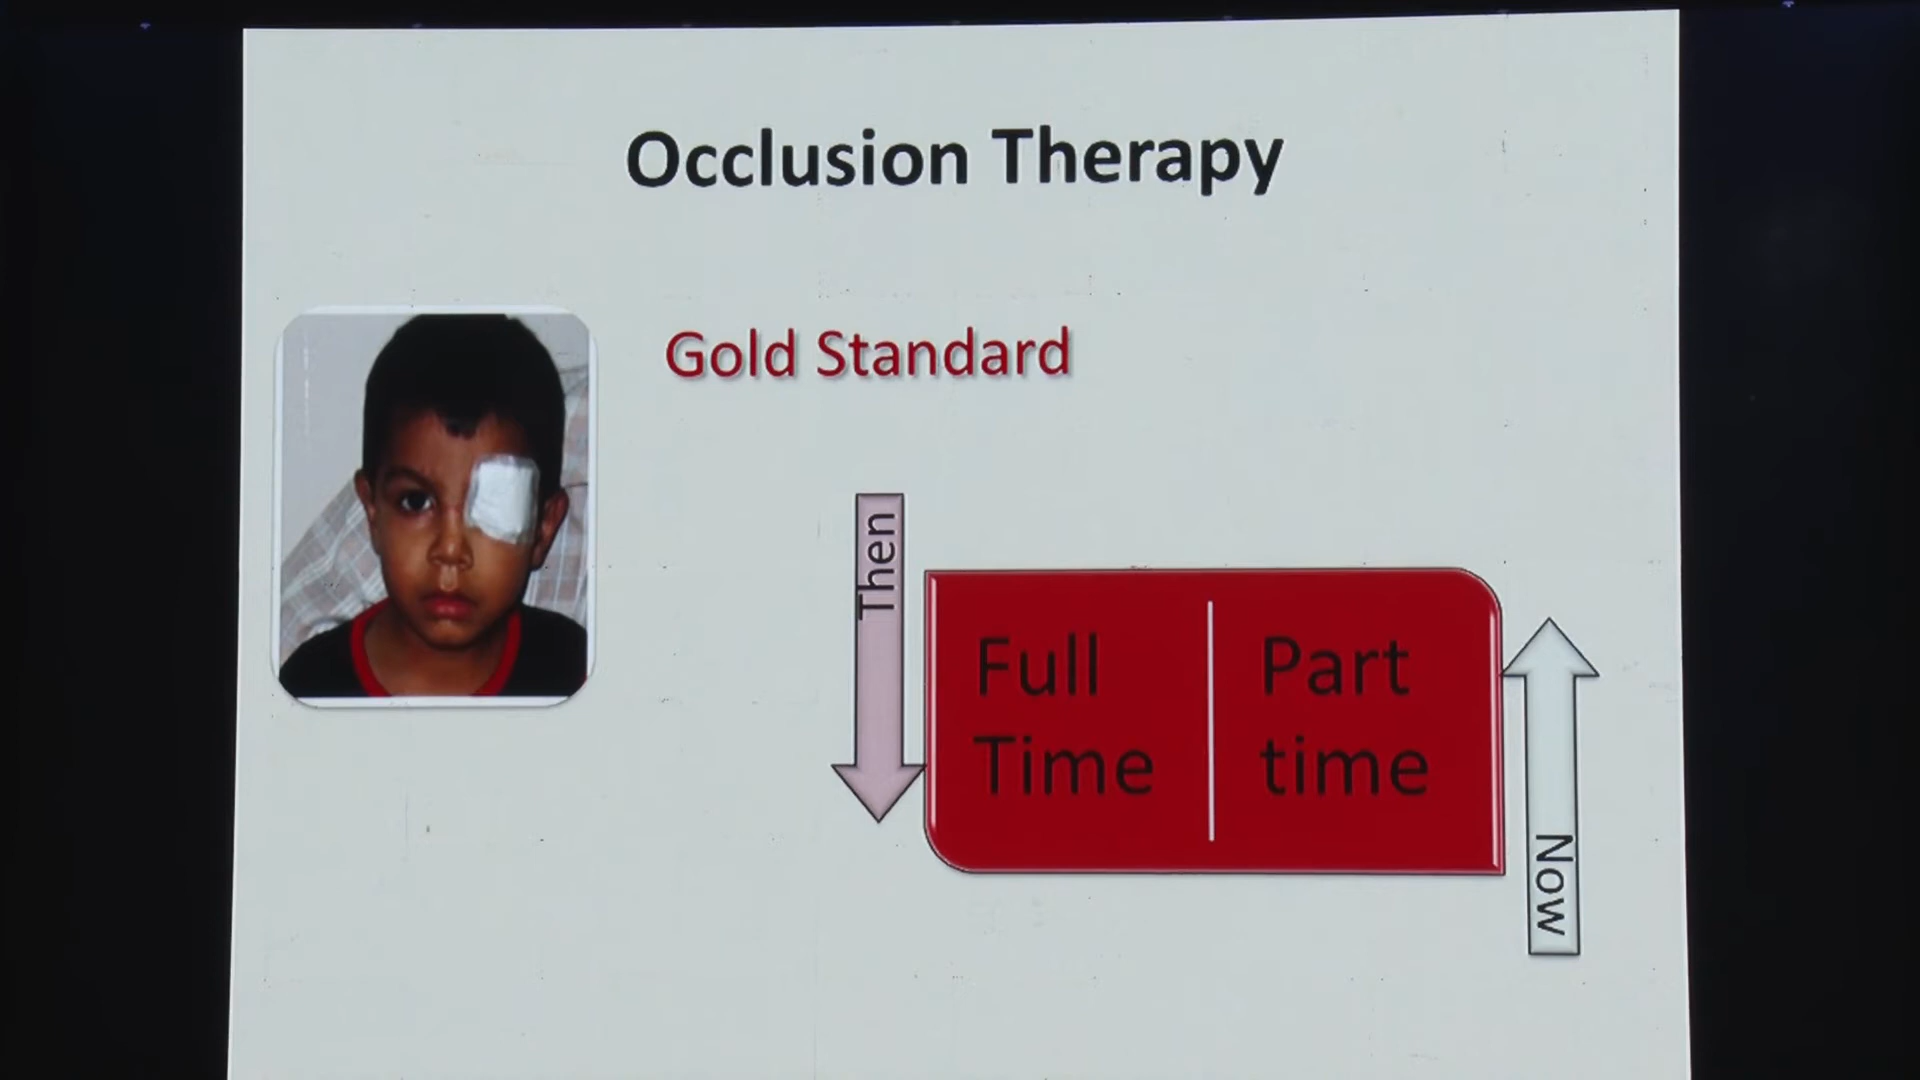 Occlusion Therapy
Gold Standard
Then
Full
Time
Part
time
Now